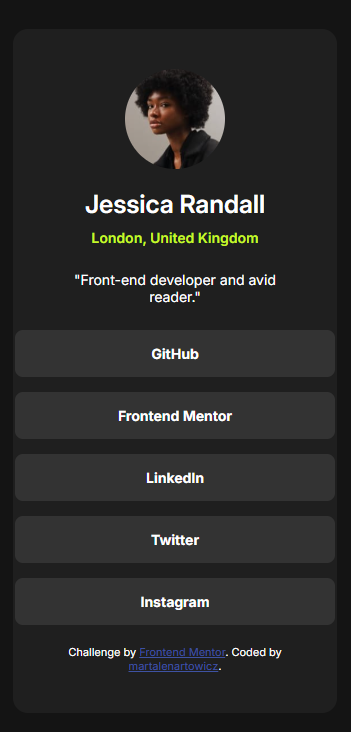 Jessica Randall
London, United Kingdom
"Front-end developer and avid
reader."
GitHub
Frontend Mentor
LinkedIn
Twitter
Instagram
Challenge by Frontend Mentor. Coded by
martalenartowicz.